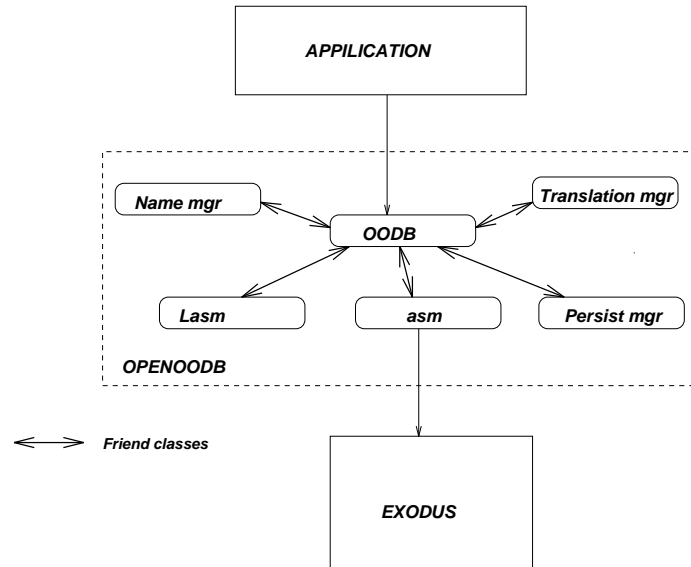 APPILICATION
Name mgr
Translation mgr
OODB
Lasm
asm
Persist mgr
OPENOODB
Friend classes
EXODUS